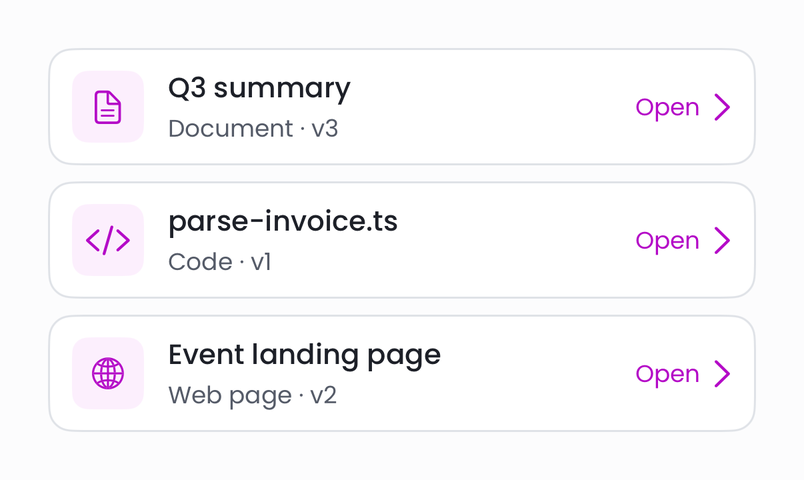 Q3 summary
Document · v3
Open
parse-invoice.ts
Code · v1
Open
Event landing page
Web page · v2
Open